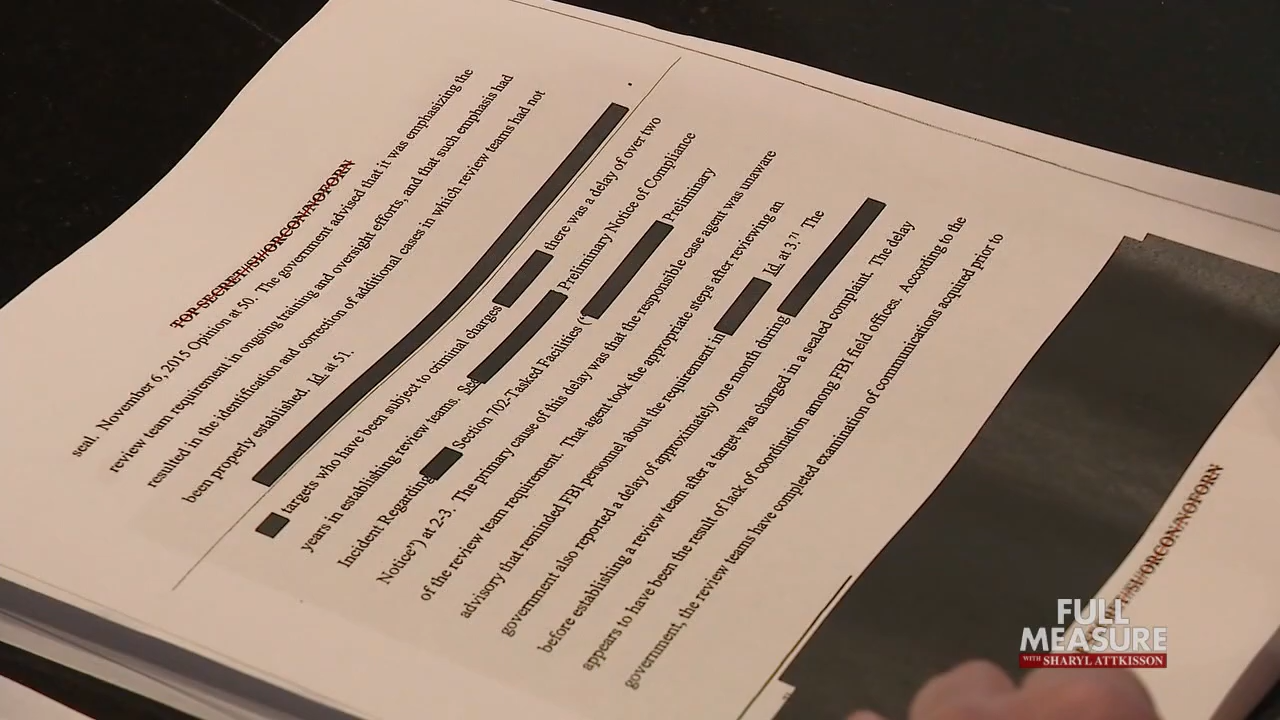 TOP SECRET//SI//ORCON/NOFORN
seal. November 6, 2015 Opinion at 50. The government advised that it was emphasizing the
review team requirement in ongoing training and oversight efforts, and that such emphasis had
resulted in the identification and correction of additional cases in which review teams had not
been properly established. Id. at 51.
targets who have been subject to criminal charges there was a delay of over two
years in establishing review teams. See Preliminary Notice of Compliance
Incident Regarding Section 702-Tasked Facilities (" Preliminary
Notice") at 2-3. The primary cause of this delay was that the responsible case agent was unaware
of the review team requirement. That agent took the appropriate steps after reviewing an
advisory that reminded FBI personnel about the requirement in Id. at 3.71 The
government also reported a delay of approximately one month during
before establishing a review team after a target was charged in a sealed complaint. The delay
appears to have been the result of lack of coordination among FBI field offices. According to the
government, the review teams have completed examination of communications acquired prior to
//SI//ORCON/NOFORN
FULL
MEASURE
WITH SHARYL ATTKISSON